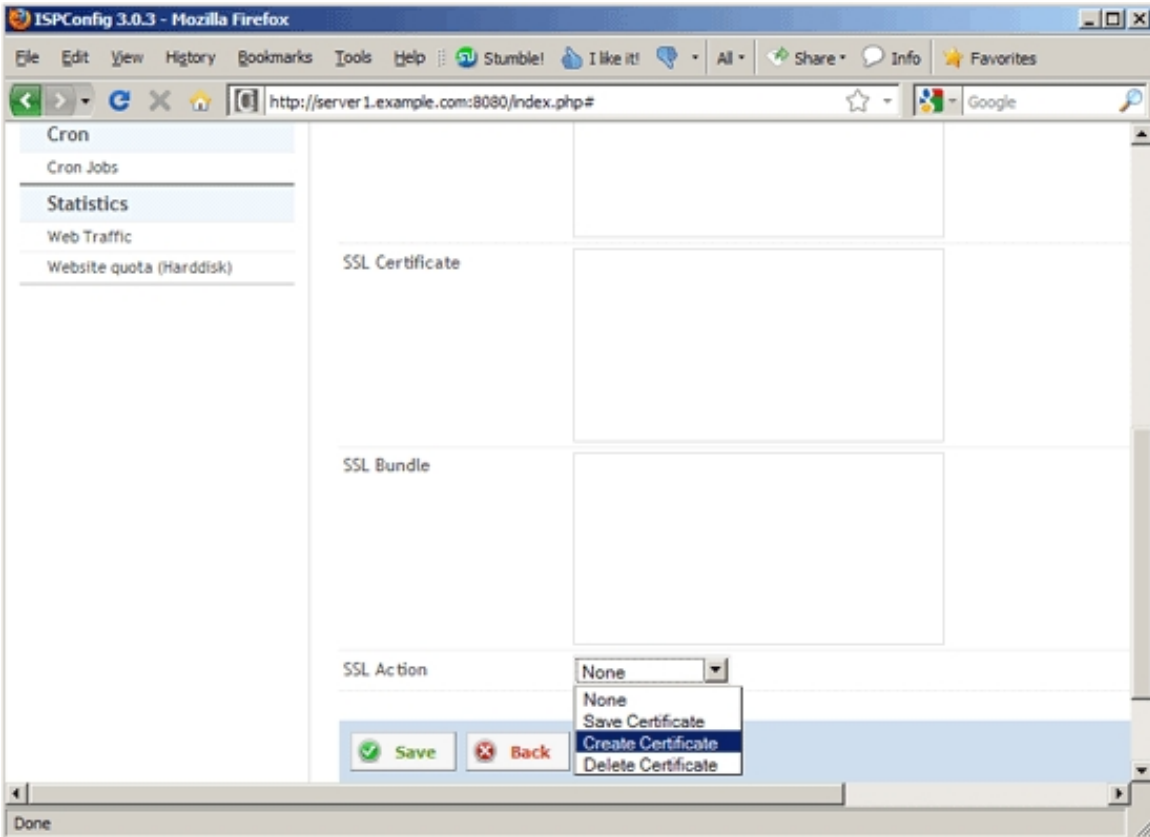 ISPConfig 3.0.3 - Mozilla Firefox
File Edit View History Bookmarks Tools Help Stumble! I like it! All Share Info Favorites
http://server1.example.com:8080/index.php# Google
Cron
Cron Jobs
Statistics
Web Traffic
Website quota (Harddisk)
SSL Certificate
SSL Bundle
SSL Action None
None
Save Certificate
Create Certificate
Delete Certificate
Save Back
Done